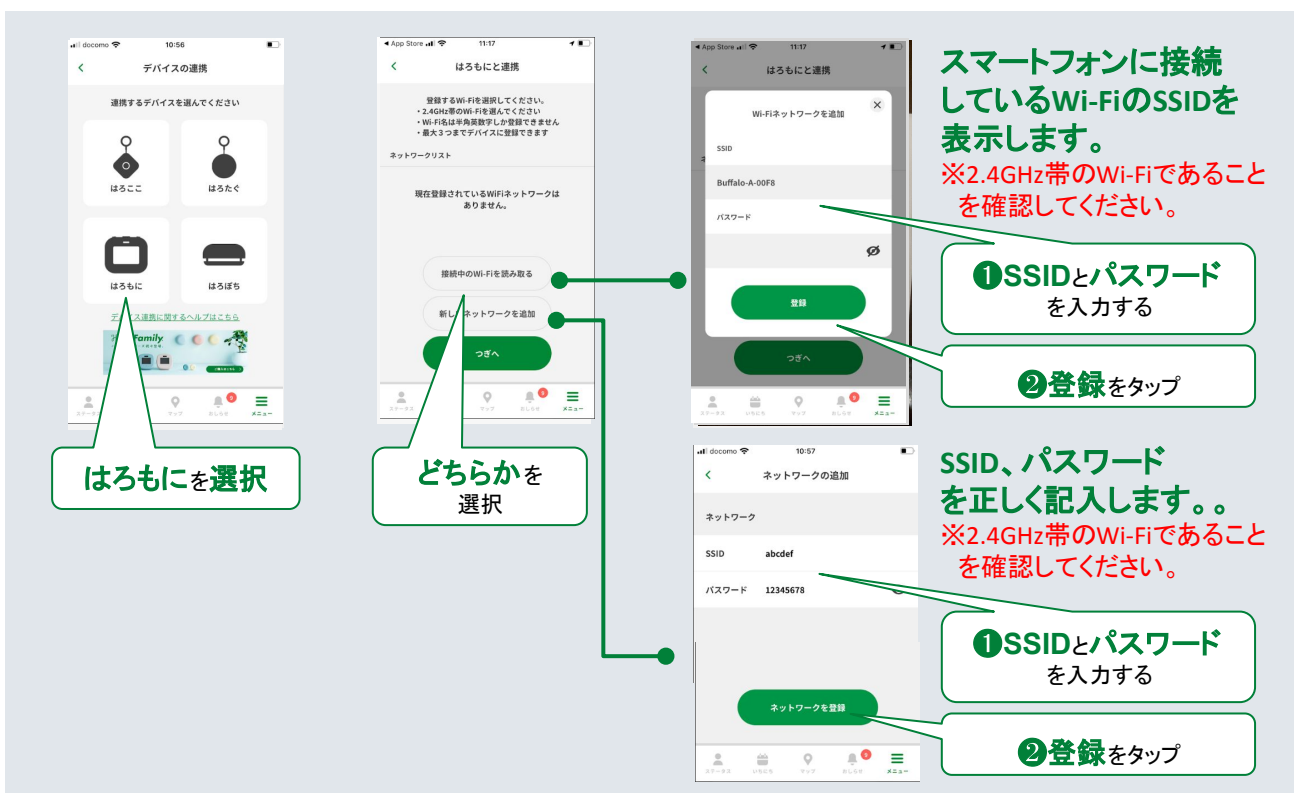 docomo 10:56
デバイスの連携
連携するデバイスを選んでください
はろここ
はろたぐ
はろもに
はろぽち
デバイス連携に関するヘルプはこちら
Family
マップ
おしらせ
9
メニュー
はろもにを選択
App Store 11:17
はろもにと連携
登録するWi-Fiを選択してください。
・2.4GHz帯のWi-Fiを選んでください
・Wi-Fi名は半角英数字しか登録できません
・最大３つまでデバイスに登録できます
ネットワークリスト
現在登録されているWiFiネットワークは
ありません。
接続中のWi-Fiを読み取る
新し ネットワークを追加
つぎへ
ステータス
マップ
おしらせ
9
メニュー
どちらかを
選択
App Store 11:17
はろもにと連携
Wi-Fiネットワークを追加
SSID
Buffalo-A-00F8
パスワード
登録
つぎへ
ステータス
いちにち
マップ
おしらせ
9
メニュー
スマートフォンに接続
しているWi-FiのSSIDを
表示します。
※2.4GHz帯のWi-Fiであること
を確認してください。
❶SSIDとパスワード
を入力する
❷登録をタップ
docomo 10:57
ネットワークの追加
ネットワーク
SSID abcdef
パスワード 12345678
ネットワークを登録
ステータス
いちにち
マップ
おしらせ
9
メニュー
SSID、パスワード
を正しく記入します。。
※2.4GHz帯のWi-Fiであること
を確認してください。
❶SSIDとパスワード
を入力する
❷登録をタップ